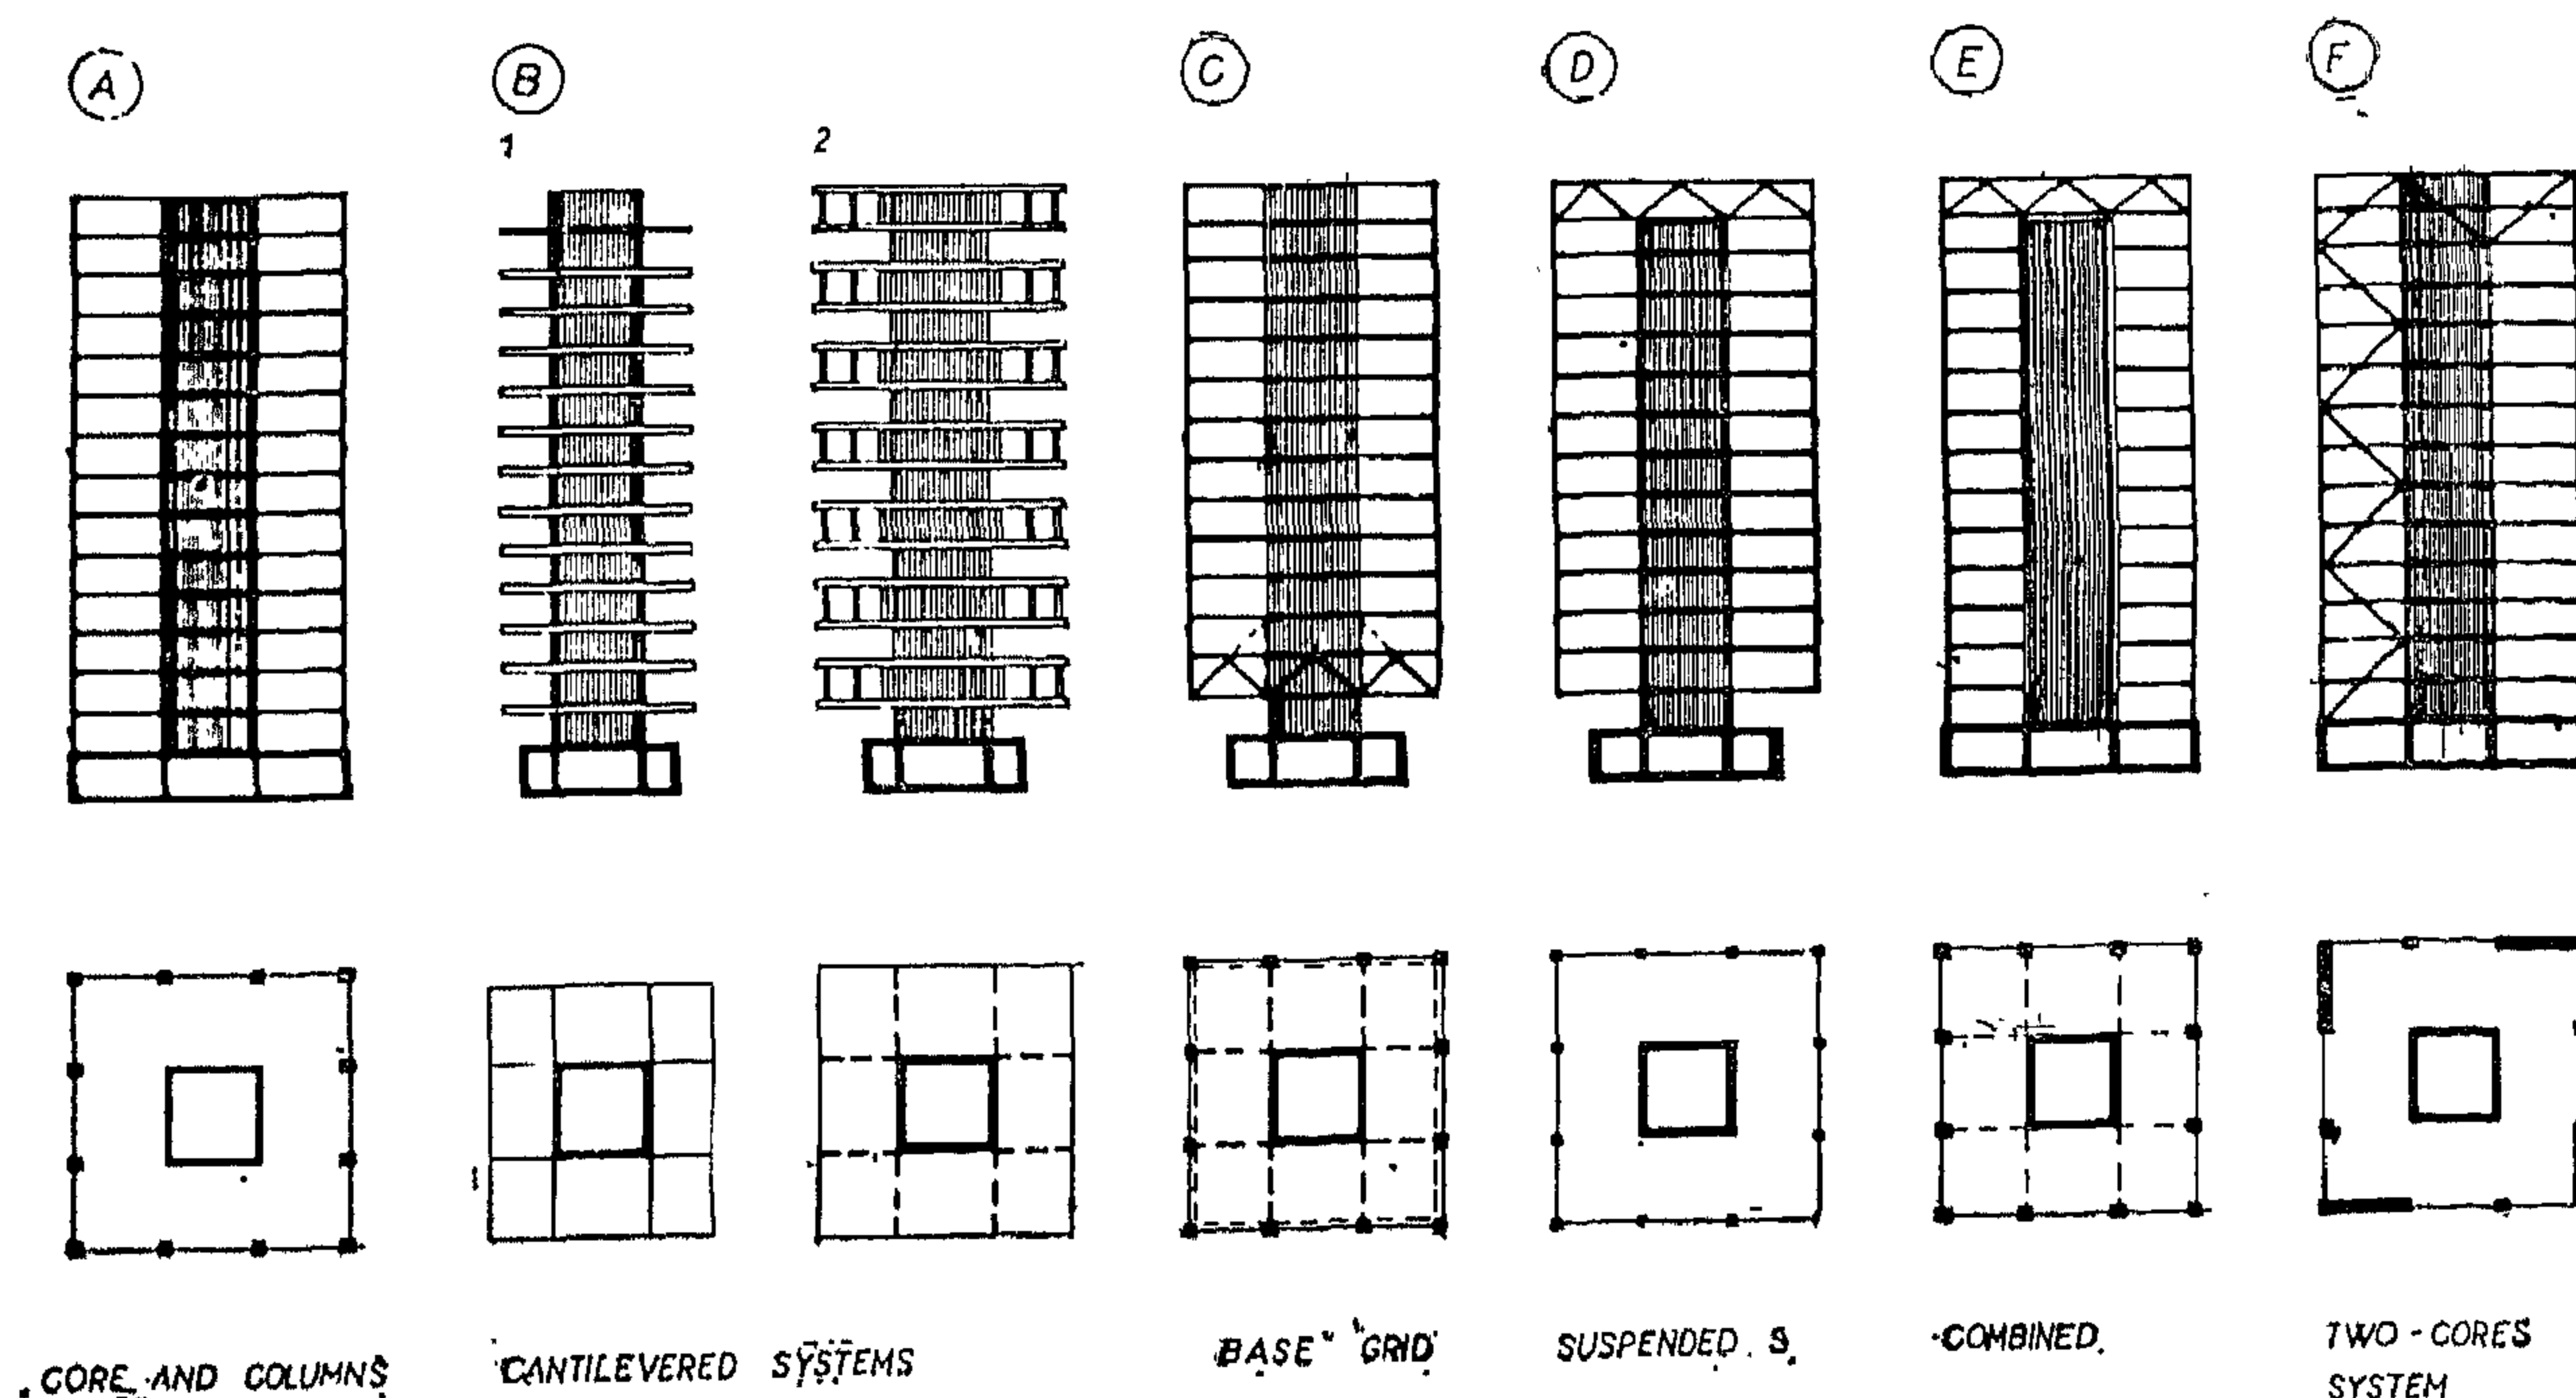 A
B
C
D
E
F
1
2
CORE AND COLUMNS
CANTILEVERED SYSTEMS
BASE" "GRID
SUSPENDED. S.
COMBINED.
TWO - CORES
SYSTEM